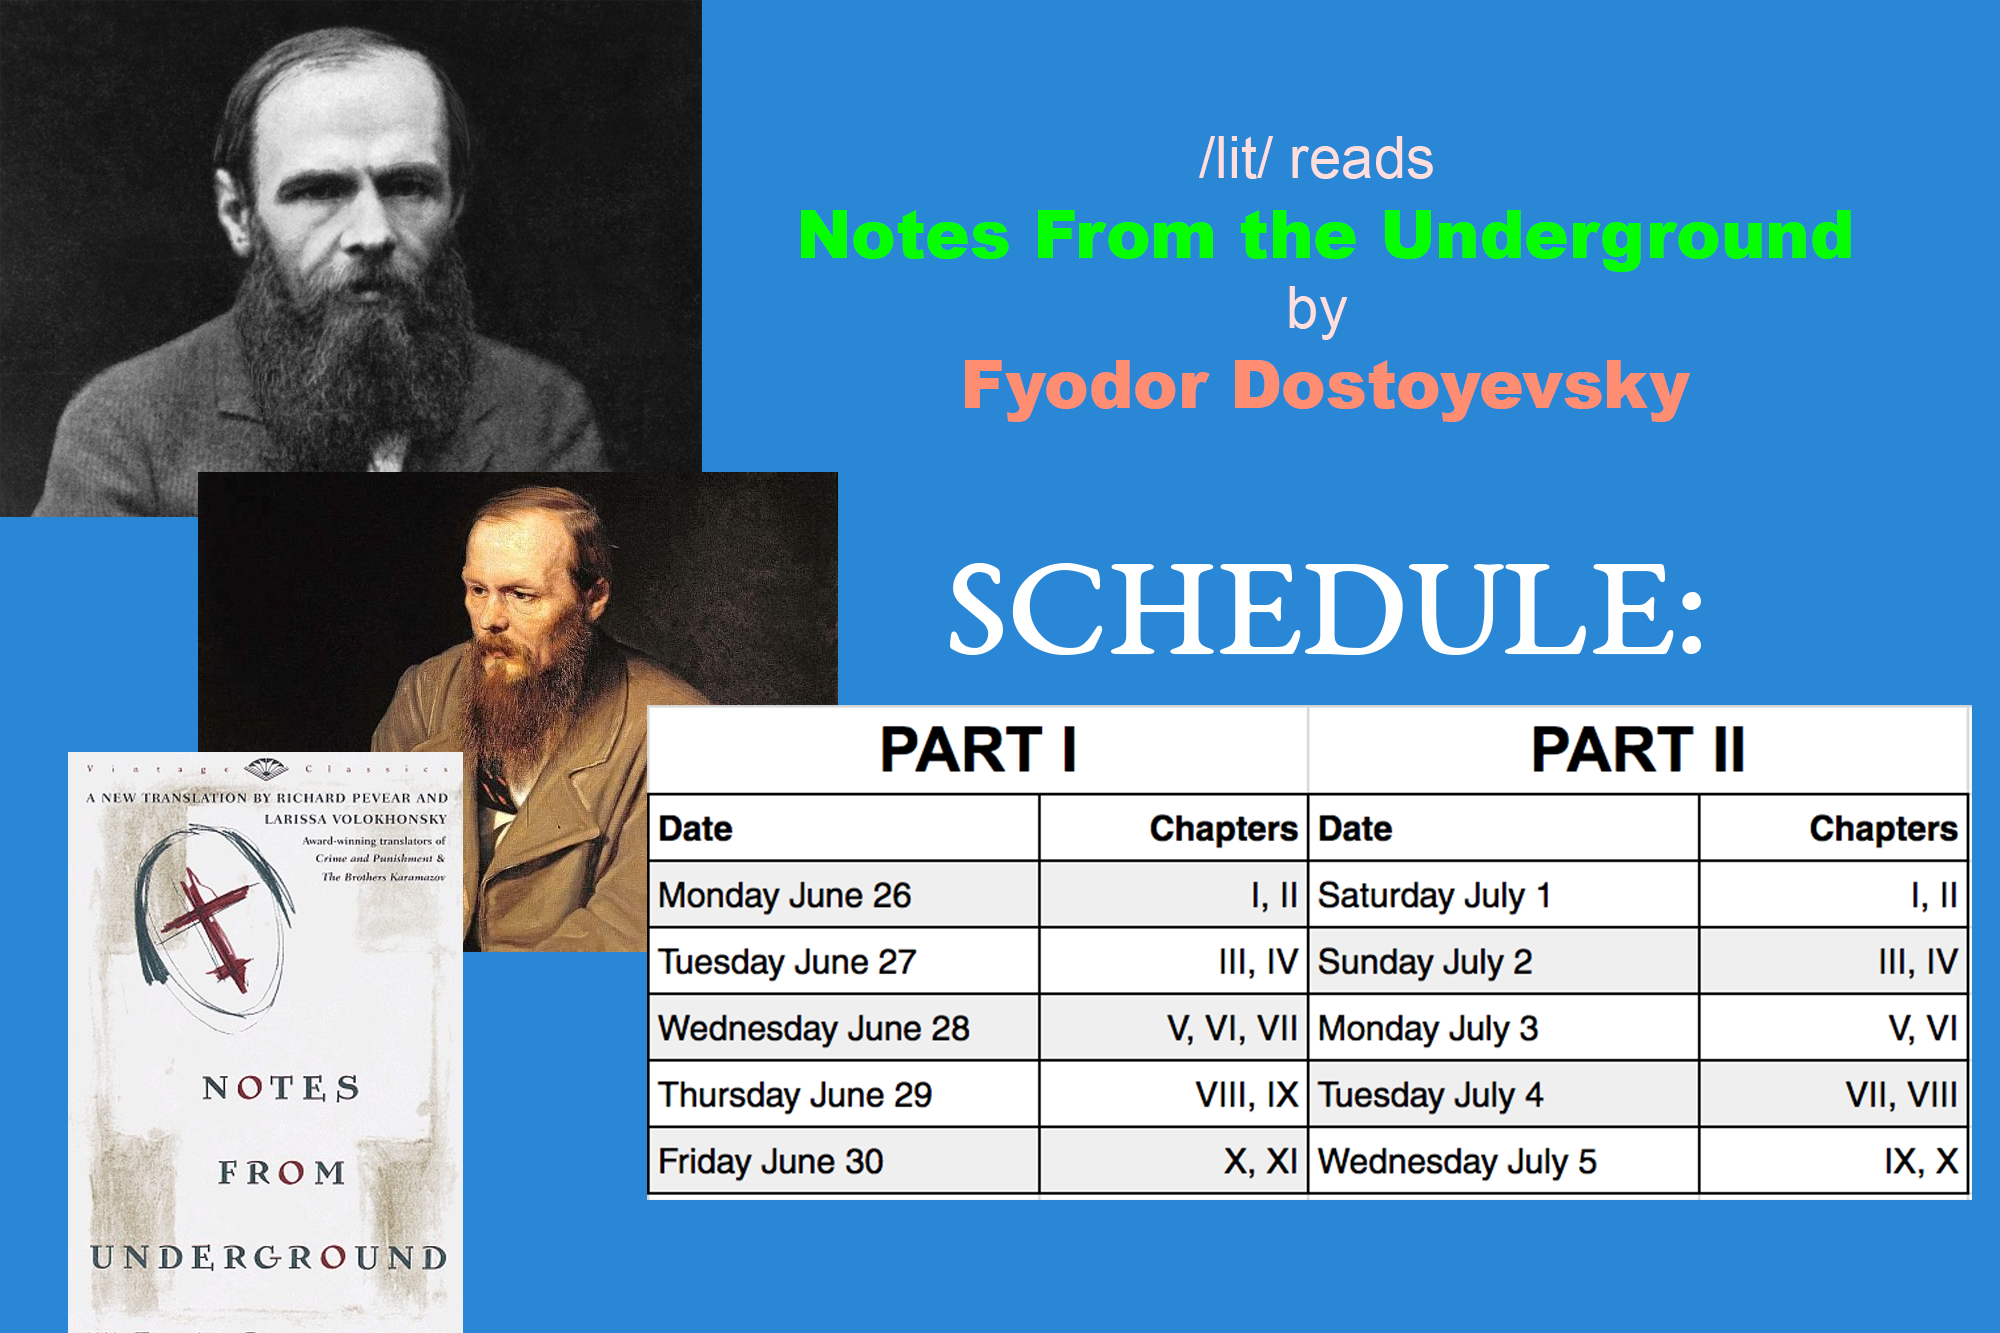 /lit/ reads
Notes From the Underground
by
Fyodor Dostoyevsky
SCHEDULE:
PART I PART II
Date Chapters Date Chapters
Monday June 26 I, II Saturday July 1 I, II
Tuesday June 27 III, IV Sunday July 2 III, IV
Wednesday June 28 V, VI, VII Monday July 3 V, VI
Thursday June 29 VIII, IX Tuesday July 4 VII, VIII
Friday June 30 X, XI Wednesday July 5 IX, X
Vintage Classics
A NEW TRANSLATION BY RICHARD PEVEAR AND
LARISSA VOLOKHONSKY
Award-winning translators of
Crime and Punishment &
The Brothers Karamazov
NOTES
FROM
UNDERGROUND